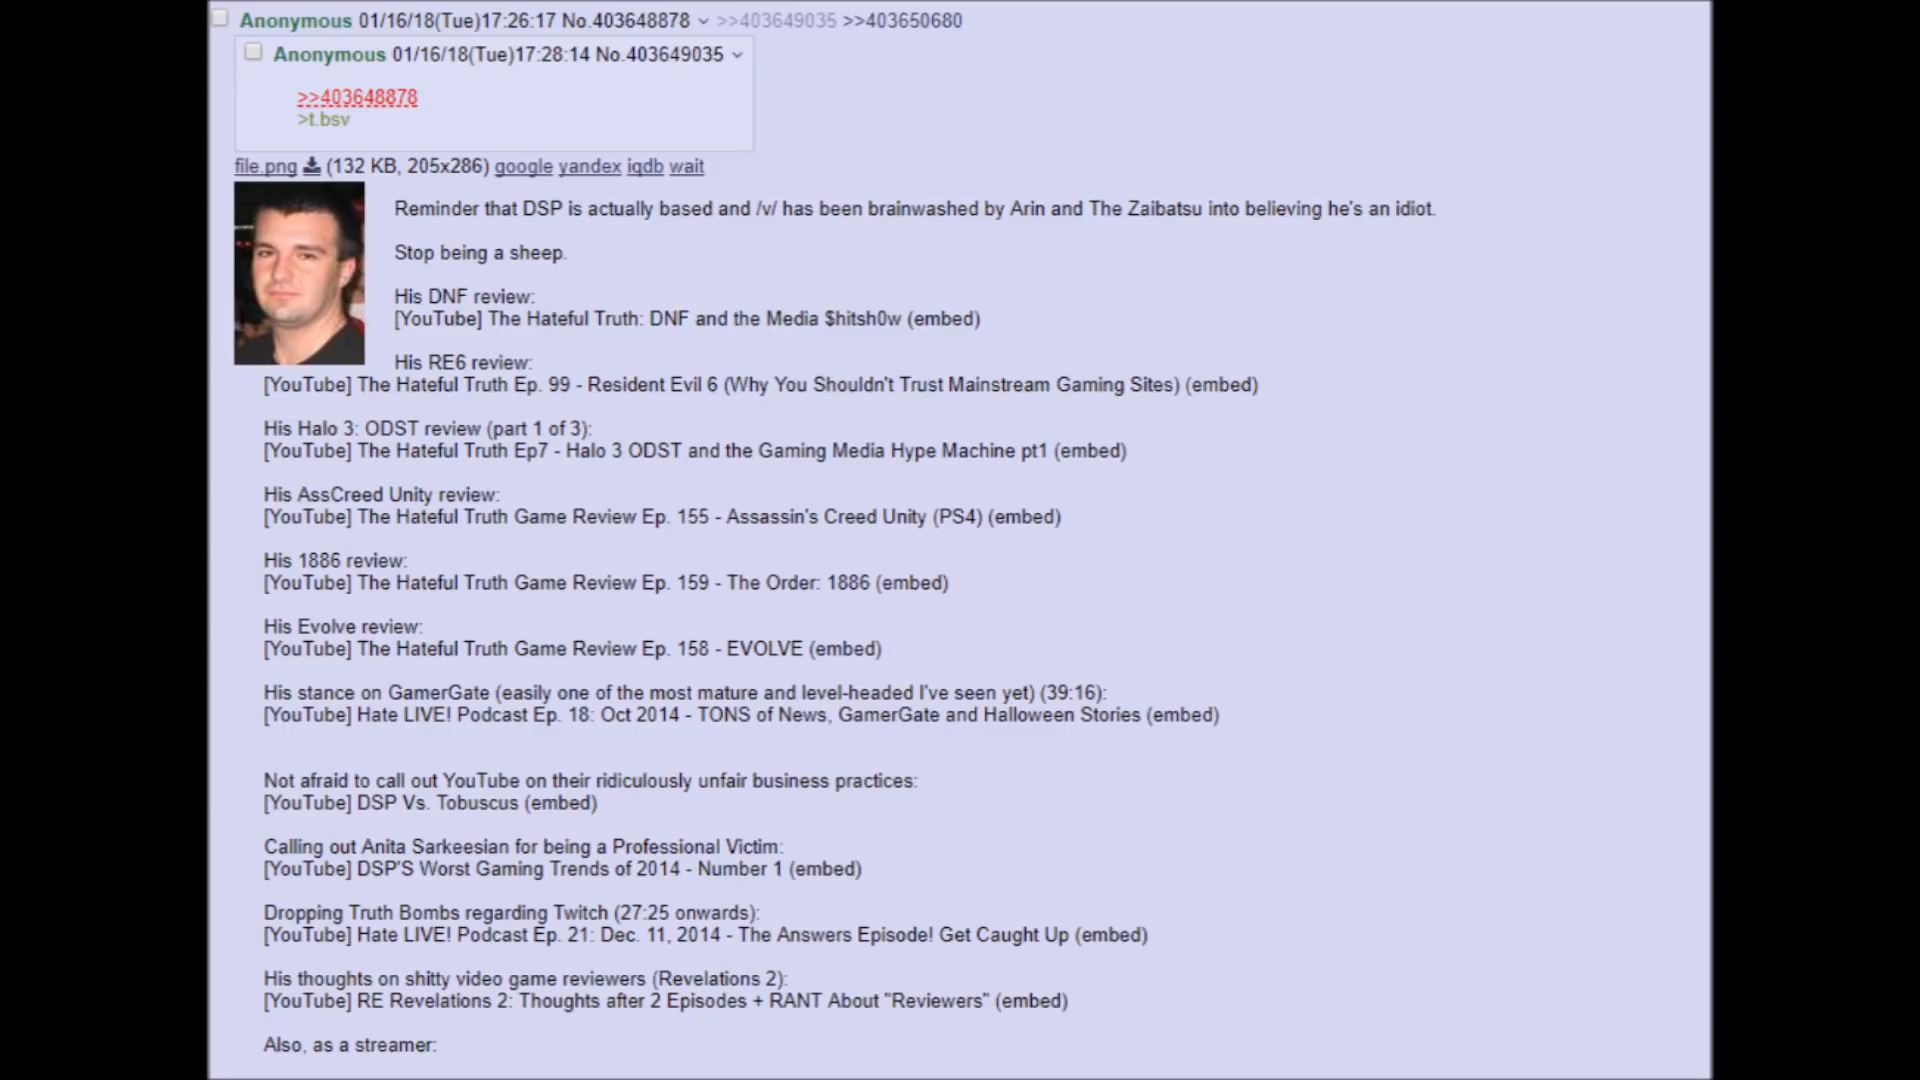 Anonymous 01/16/18(Tue)17:26:17 No.403648878 >>403649035 >>403650680
Anonymous 01/16/18(Tue)17:28:14 No.403649035
>>403648878
>t.bsv
file.png (132 KB, 205x286) google yandex iqdb wait
Reminder that DSP is actually based and /v/ has been brainwashed by Arin and The Zaibatsu into believing he's an idiot.
Stop being a sheep.
His DNF review:
[YouTube] The Hateful Truth: DNF and the Media $hitsh0w (embed)
His RE6 review:
[YouTube] The Hateful Truth Ep. 99 - Resident Evil 6 (Why You Shouldn't Trust Mainstream Gaming Sites) (embed)
His Halo 3: ODST review (part 1 of 3):
[YouTube] The Hateful Truth Ep7 - Halo 3 ODST and the Gaming Media Hype Machine pt1 (embed)
His AssCreed Unity review:
[YouTube] The Hateful Truth Game Review Ep. 155 - Assassin's Creed Unity (PS4) (embed)
His 1886 review:
[YouTube] The Hateful Truth Game Review Ep. 159 - The Order: 1886 (embed)
His Evolve review:
[YouTube] The Hateful Truth Game Review Ep. 158 - EVOLVE (embed)
His stance on GamerGate (easily one of the most mature and level-headed I've seen yet) (39:16):
[YouTube] Hate LIVE! Podcast Ep. 18: Oct 2014 - TONS of News, GamerGate and Halloween Stories (embed)
Not afraid to call out YouTube on their ridiculously unfair business practices:
[YouTube] DSP Vs. Tobuscus (embed)
Calling out Anita Sarkeesian for being a Professional Victim:
[YouTube] DSP'S Worst Gaming Trends of 2014 - Number 1 (embed)
Dropping Truth Bombs regarding Twitch (27:25 onwards):
[YouTube] Hate LIVE! Podcast Ep. 21: Dec. 11, 2014 - The Answers Episode! Get Caught Up (embed)
His thoughts on shitty video game reviewers (Revelations 2):
[YouTube] RE Revelations 2: Thoughts after 2 Episodes + RANT About "Reviewers" (embed)
Also, as a streamer: